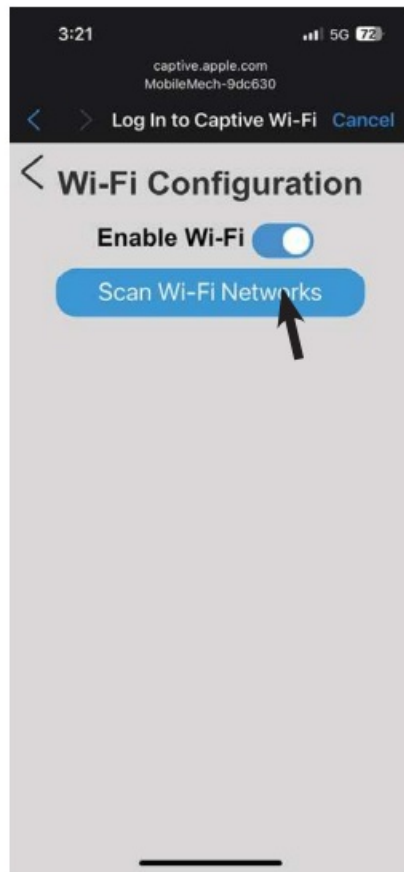 3:21 5G 72
captive.apple.com
MobileMech-9dc630
Log In to Captive Wi-Fi Cancel
Wi-Fi Configuration
Enable Wi-Fi
Scan Wi-Fi Networks